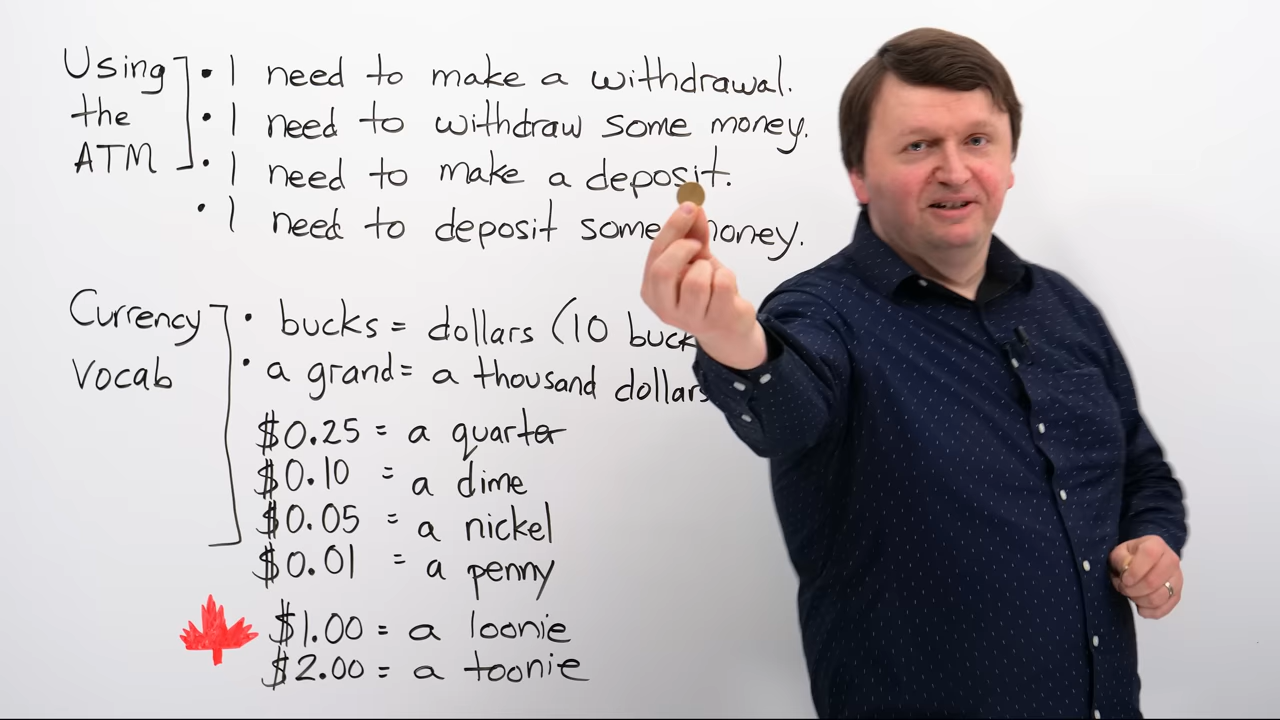 Using the ATM
• I need to make a withdrawal.
• I need to withdraw some money.
• I need to make a deposit.
• I need to deposit some money.
Currency vocab
• bucks = dollars (10 buck
• a grand = a thousand dollars
$0.25 = a quarter
$0.10 = a dime
$0.05 = a nickel
$0.01 = a penny
$1.00 = a loonie
$2.00 = a toonie